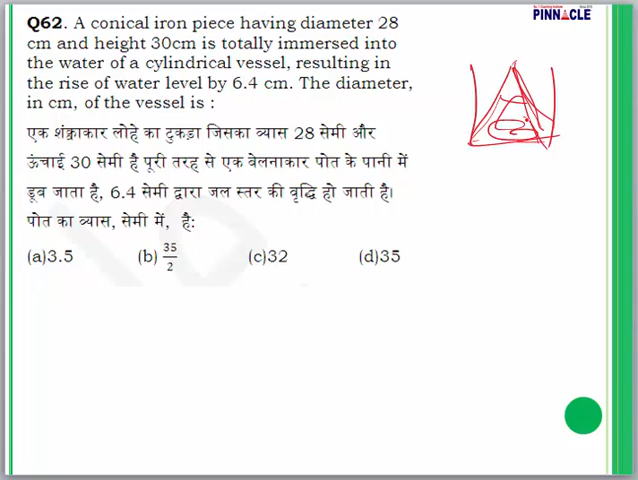 PINNACLE
Q62. A conical iron piece having diameter 28
cm and height 30cm is totally immersed into
the water of a cylindrical vessel, resulting in
the rise of water level by 6.4 cm. The diameter,
in cm, of the vessel is :
एक शंक्वाकार लोहे का टुकड़ा जिसका व्यास 28 सेमी और
ऊंचाई 30 सेमी है पूरी तरह से एक बेलनाकार पोत के पानी में
डूब जाता है, 6.4 सेमी द्वारा जल स्तर की वृद्धि हो जाती है।
पोत का व्यास, सेमी में, है:
(a)3.5 (b) 35/2 (c)32 (d)35